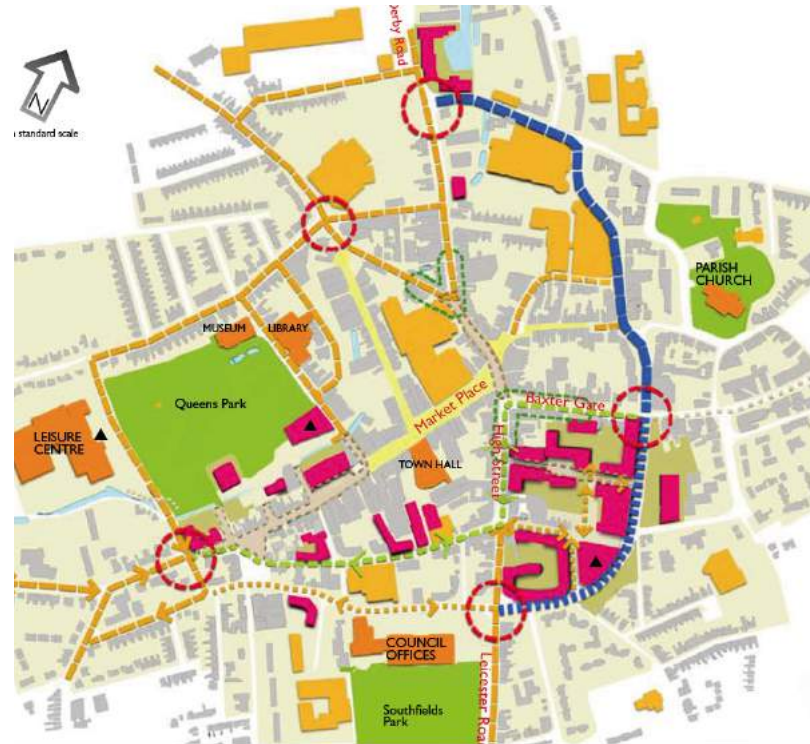 Derby Road
N
standard scale
PARISH
CHURCH
MUSEUM
LIBRARY
Queens Park
Market Place
Baxter Gate
LEISURE
CENTRE
TOWN HALL
High Street
COUNCIL
OFFICES
Leicester Road
Southfields
Park